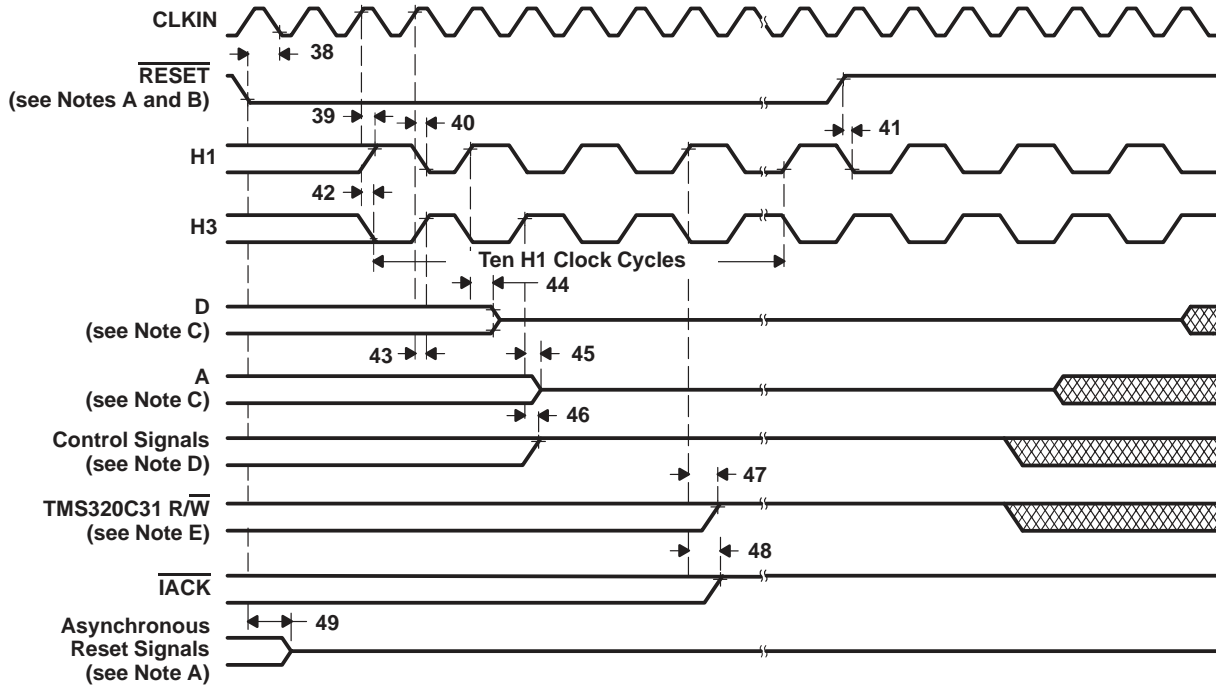 CLKIN
38
RESET
(see Notes A and B)
39
40
41
H1
42
H3
Ten H1 Clock Cycles
44
D
(see Note C)
43
45
A
(see Note C)
46
Control Signals
(see Note D)
47
TMS320C31 R/W
(see Note E)
48
IACK
49
Asynchronous
Reset Signals
(see Note A)